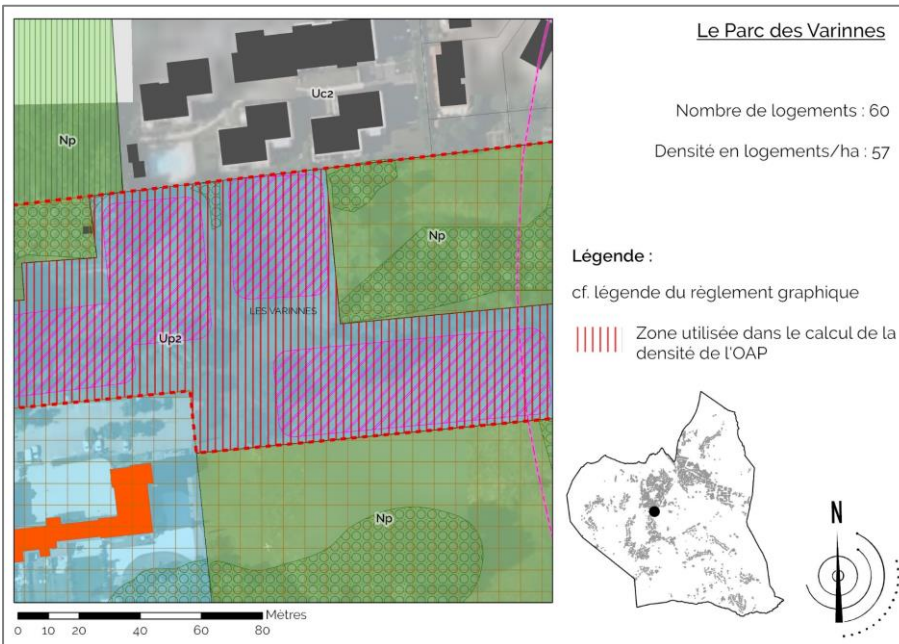 Le Parc des Varinnes
Nombre de logements : 60
Densité en logements/ha : 57
Uc2
Np
Np
LES VARINNES
Up2
Np
Légende :
cf. légende du règlement graphique
Zone utilisée dans le calcul de la
densité de l'OAP
N
Mètres
0 10 20 40 60 80